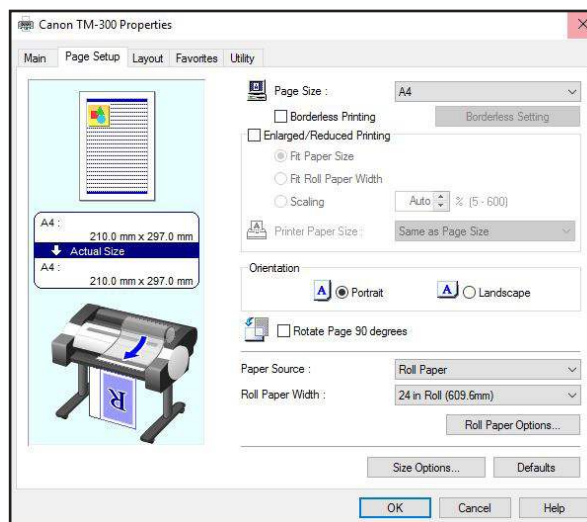 Canon TM-300 Properties
Main Page Setup Layout Favorites Utility
Page Size : A4
Borderless Printing Borderless Setting
Enlarged/Reduced Printing
Fit Paper Size
Fit Roll Paper Width
Scaling Auto % (5 - 600)
Printer Paper Size : Same as Page Size
A4 :
210.0 mm x 297.0 mm
Actual Size
A4 :
210.0 mm x 297.0 mm
Orientation
A Portrait A Landscape
Rotate Page 90 degrees
Paper Source : Roll Paper
Roll Paper Width : 24 in Roll (609.6mm)
Roll Paper Options...
R
Size Options... Defaults
OK Cancel Help